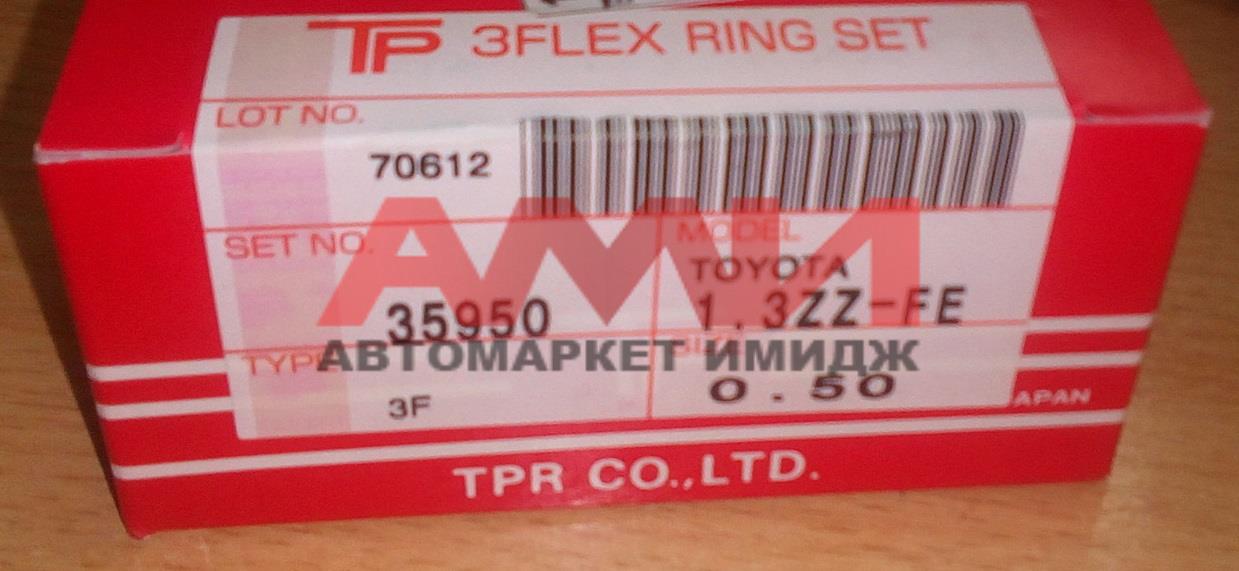 TP 3FLEX RING SET
LOT NO.
70612
SET NO.
MODEL
АМИ
TOYOTA
35950
1,3ZZ-FE
АВТОМАРКЕТ ИМИДЖ
TYPE
SIZE
3F
0.50
JAPAN
TPR CO.,LTD.